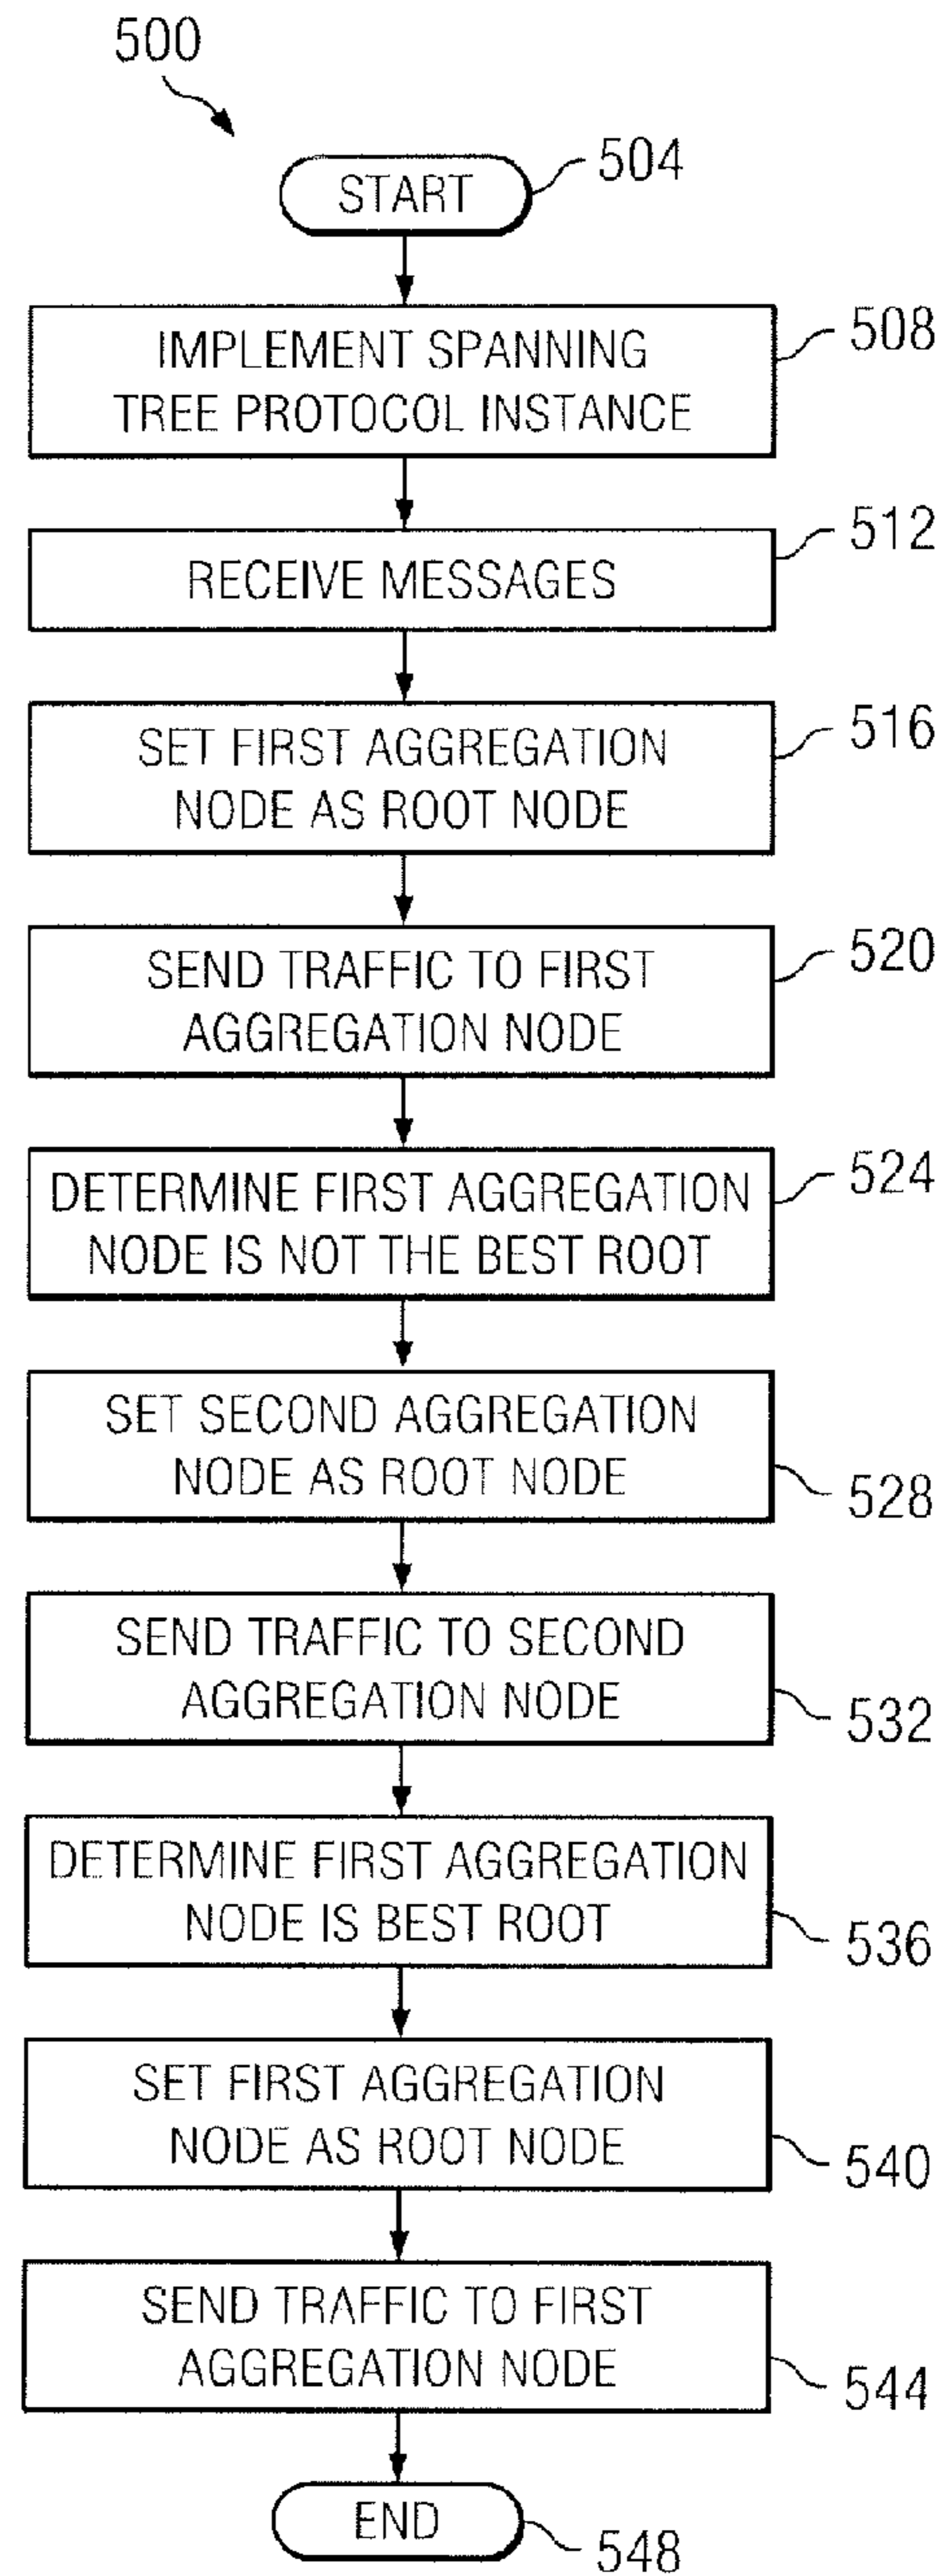 500
START
504
IMPLEMENT SPANNING
TREE PROTOCOL INSTANCE
508
RECEIVE MESSAGES
512
SET FIRST AGGREGATION
NODE AS ROOT NODE
516
SEND TRAFFIC TO FIRST
AGGREGATION NODE
520
DETERMINE FIRST AGGREGATION
NODE IS NOT THE BEST ROOT
524
SET SECOND AGGREGATION
NODE AS ROOT NODE
528
SEND TRAFFIC TO SECOND
AGGREGATION NODE
532
DETERMINE FIRST AGGREGATION
NODE IS BEST ROOT
536
SET FIRST AGGREGATION
NODE AS ROOT NODE
540
SEND TRAFFIC TO FIRST
AGGREGATION NODE
544
END
548